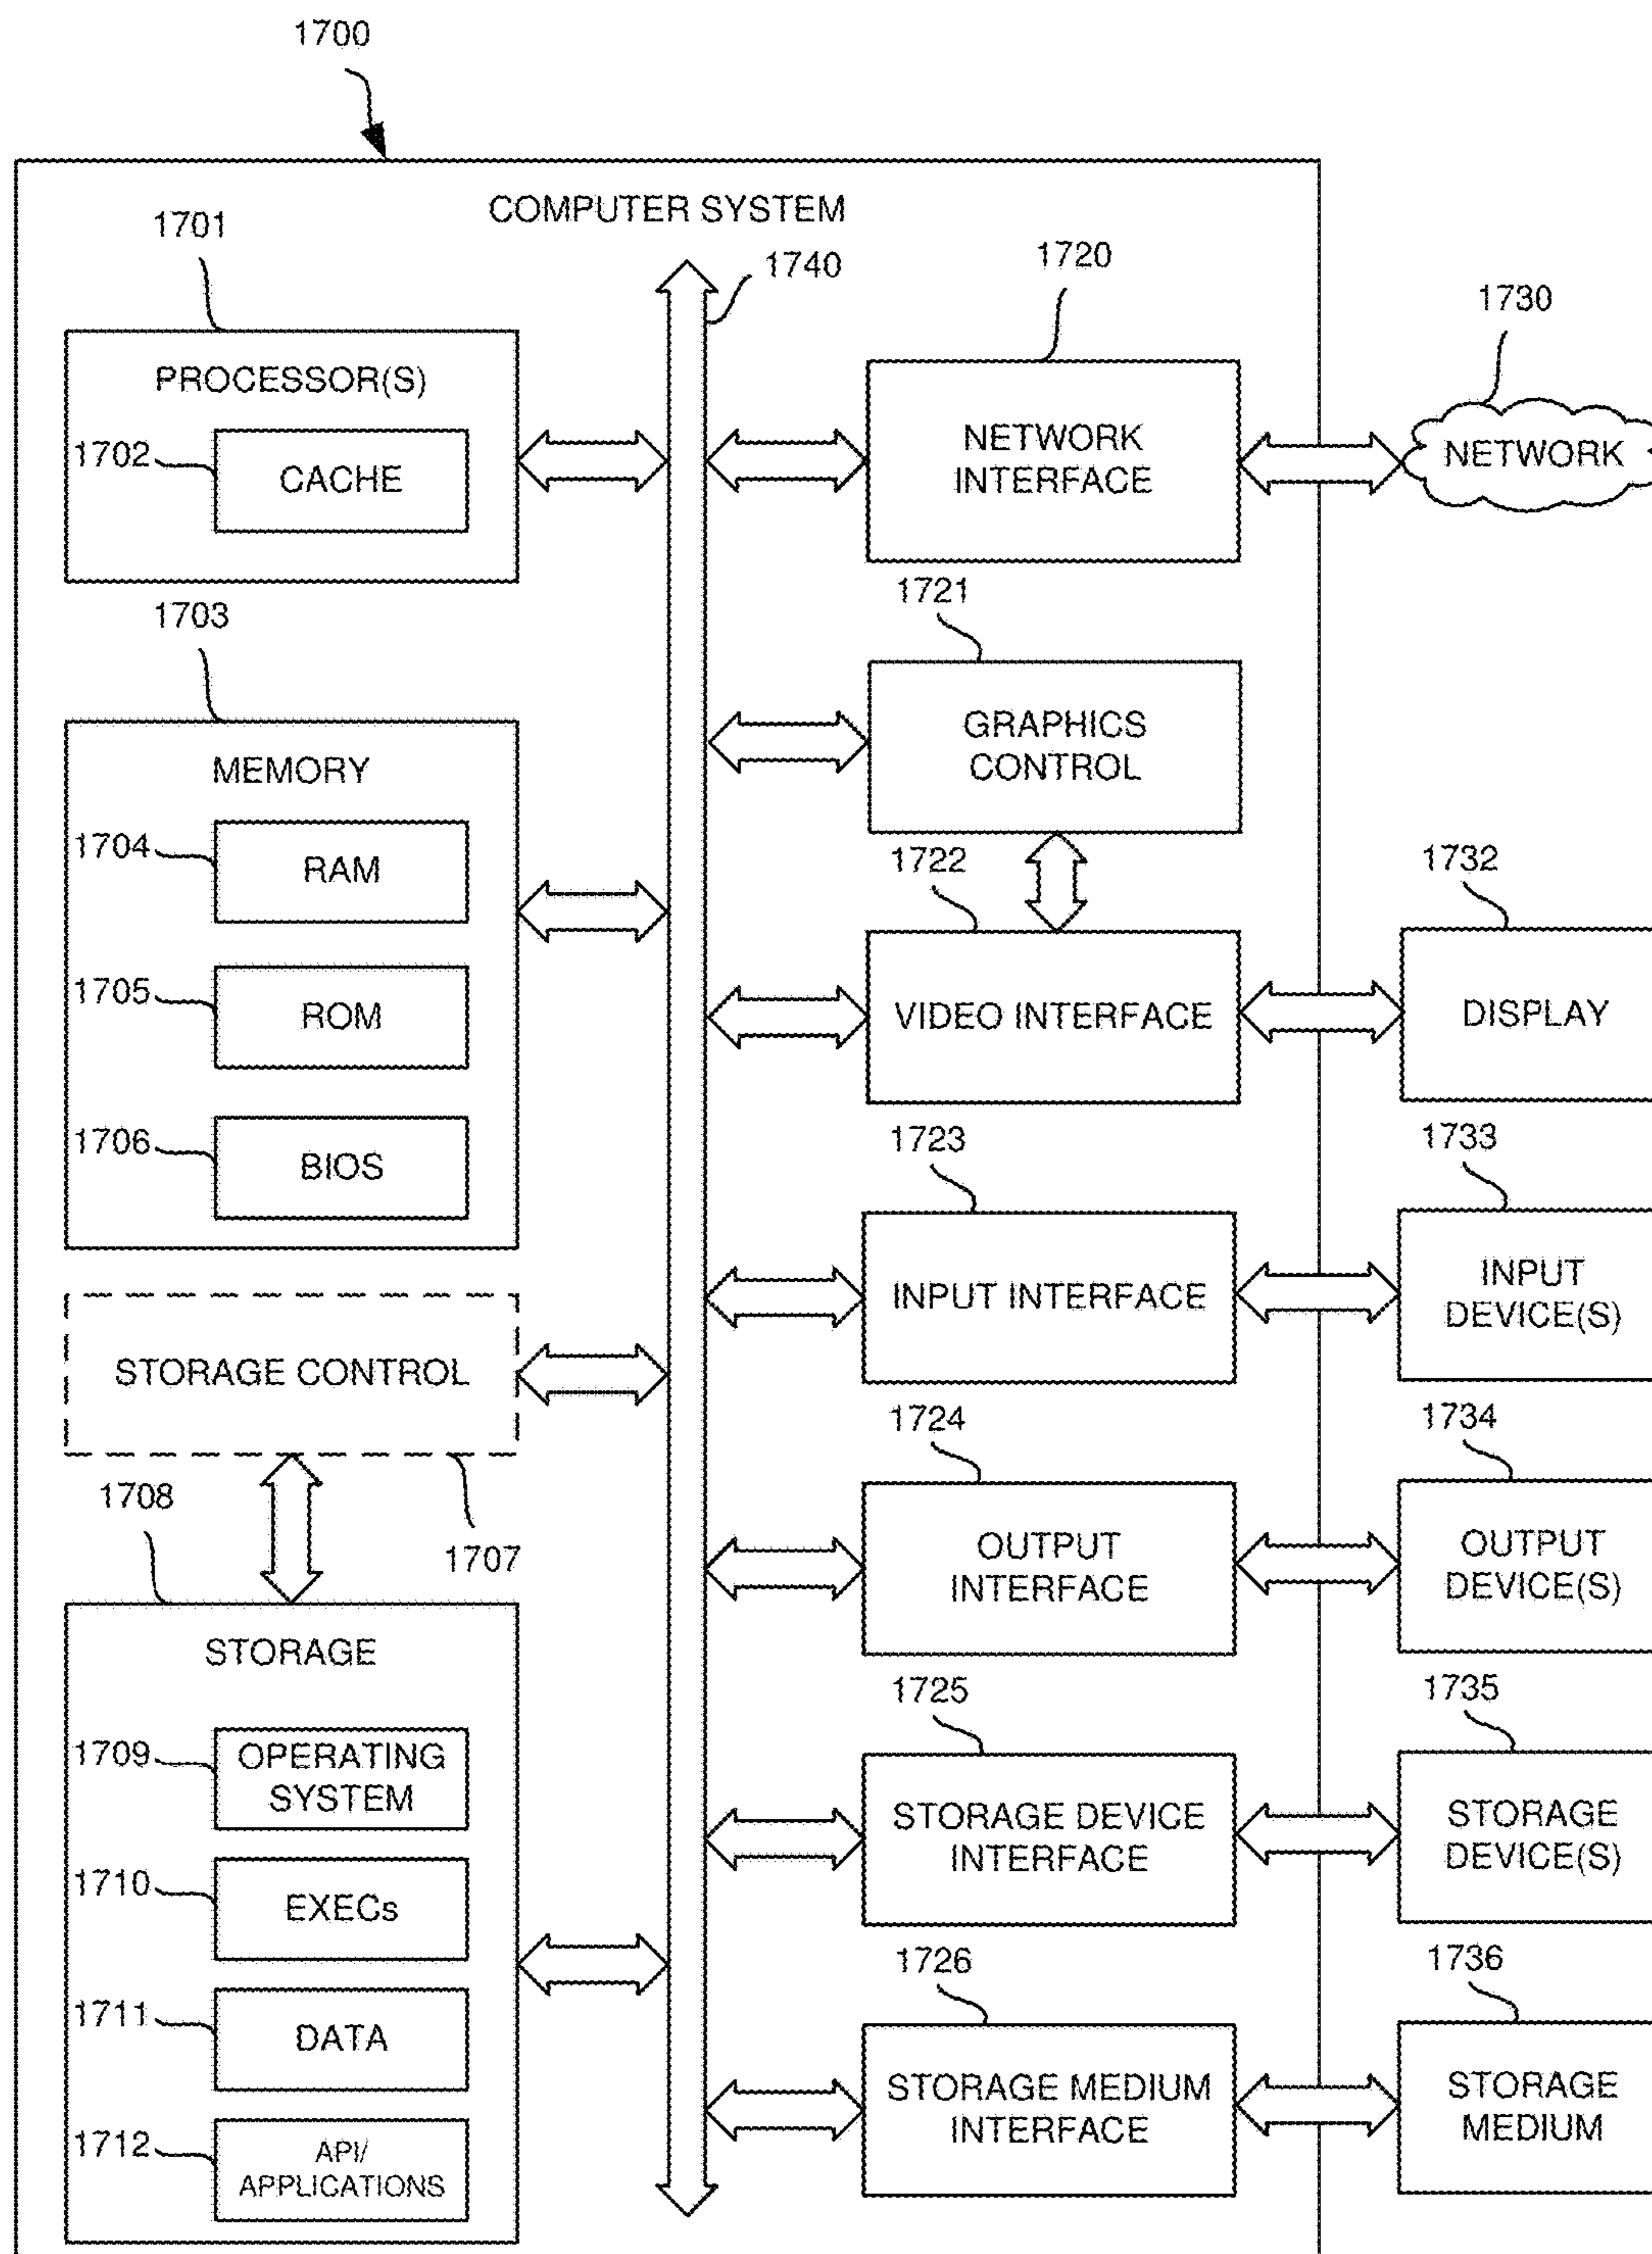 1700
COMPUTER SYSTEM
1701
1740
1720
1730
PROCESSOR(S)
1702
CACHE
NETWORK
INTERFACE
NETWORK
1721
1703
GRAPHICS
CONTROL
MEMORY
1704
RAM
1722
1732
1705
ROM
VIDEO INTERFACE
DISPLAY
1706
BIOS
1723
1733
INPUT INTERFACE
INPUT
DEVICE(S)
STORAGE CONTROL
1707
1724
1734
1708
OUTPUT
INTERFACE
OUTPUT
DEVICE(S)
STORAGE
1725
1735
1709
OPERATING
SYSTEM
STORAGE DEVICE
INTERFACE
STORAGE
DEVICE(S)
1710
EXECs
1726
1736
1711
DATA
STORAGE MEDIUM
INTERFACE
STORAGE
MEDIUM
1712
API/
APPLICATIONS